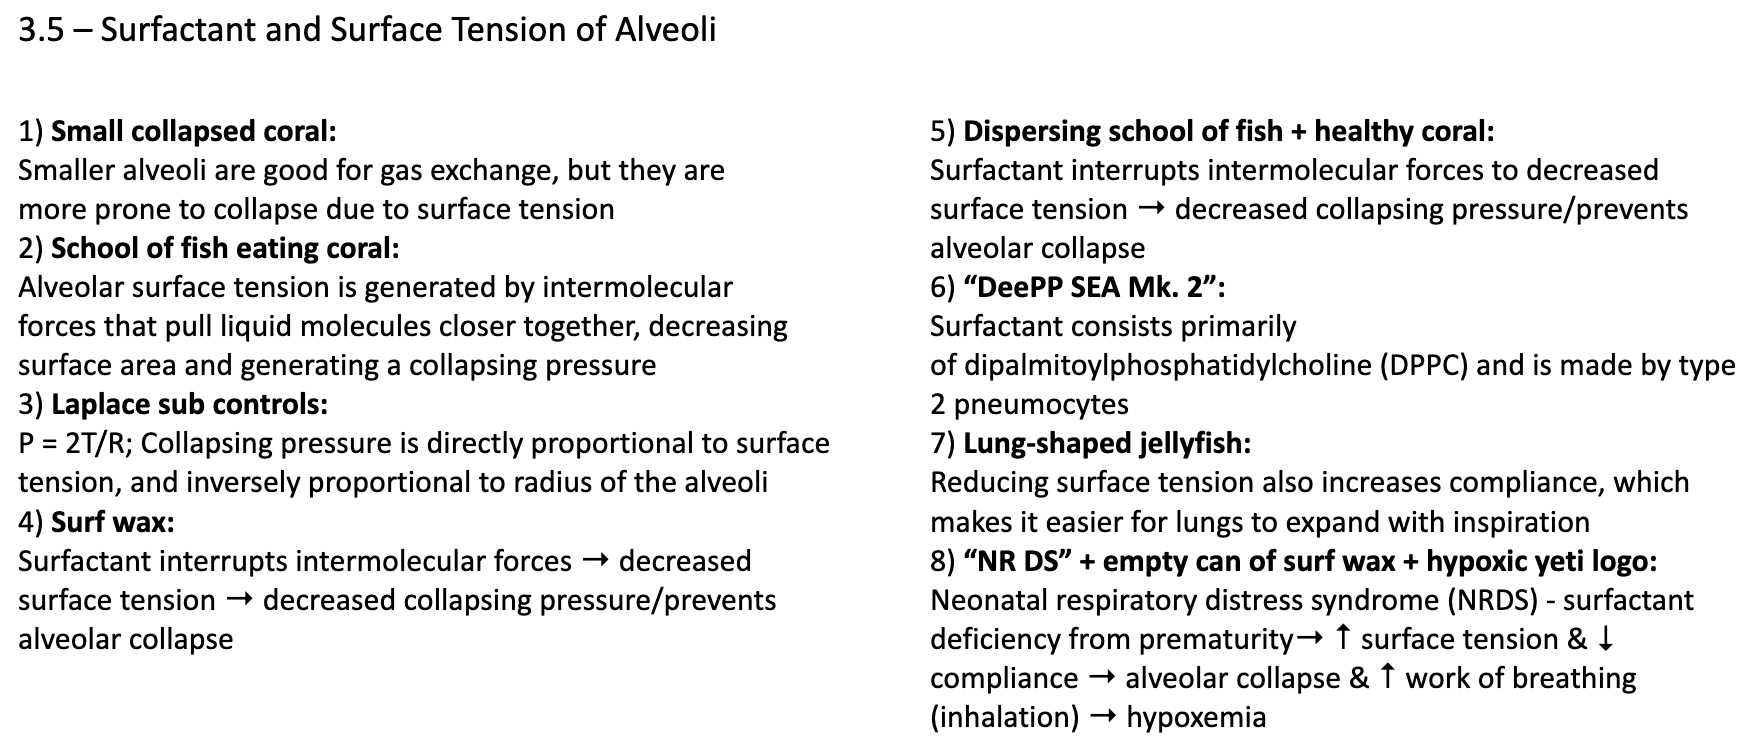 3.5 – Surfactant and Surface Tension of Alveoli
1) Small collapsed coral:
Smaller alveoli are good for gas exchange, but they are
more prone to collapse due to surface tension
2) School of fish eating coral:
Alveolar surface tension is generated by intermolecular
forces that pull liquid molecules closer together, decreasing
surface area and generating a collapsing pressure
3) Laplace sub controls:
P = 2T/R; Collapsing pressure is directly proportional to surface
tension, and inversely proportional to radius of the alveoli
4) Surf wax:
Surfactant interrupts intermolecular forces → decreased
surface tension → decreased collapsing pressure/prevents
alveolar collapse
5) Dispersing school of fish + healthy coral:
Surfactant interrupts intermolecular forces to decreased
surface tension → decreased collapsing pressure/prevents
alveolar collapse
6) “DeePP SEA Mk. 2”:
Surfactant consists primarily
of dipalmitoylphosphatidylcholine (DPPC) and is made by type
2 pneumocytes
7) Lung-shaped jellyfish:
Reducing surface tension also increases compliance, which
makes it easier for lungs to expand with inspiration
8) “NR DS” + empty can of surf wax + hypoxic yeti logo:
Neonatal respiratory distress syndrome (NRDS) - surfactant
deficiency from prematurity→ ↑ surface tension & ↓
compliance → alveolar collapse & ↑ work of breathing
(inhalation) → hypoxemia